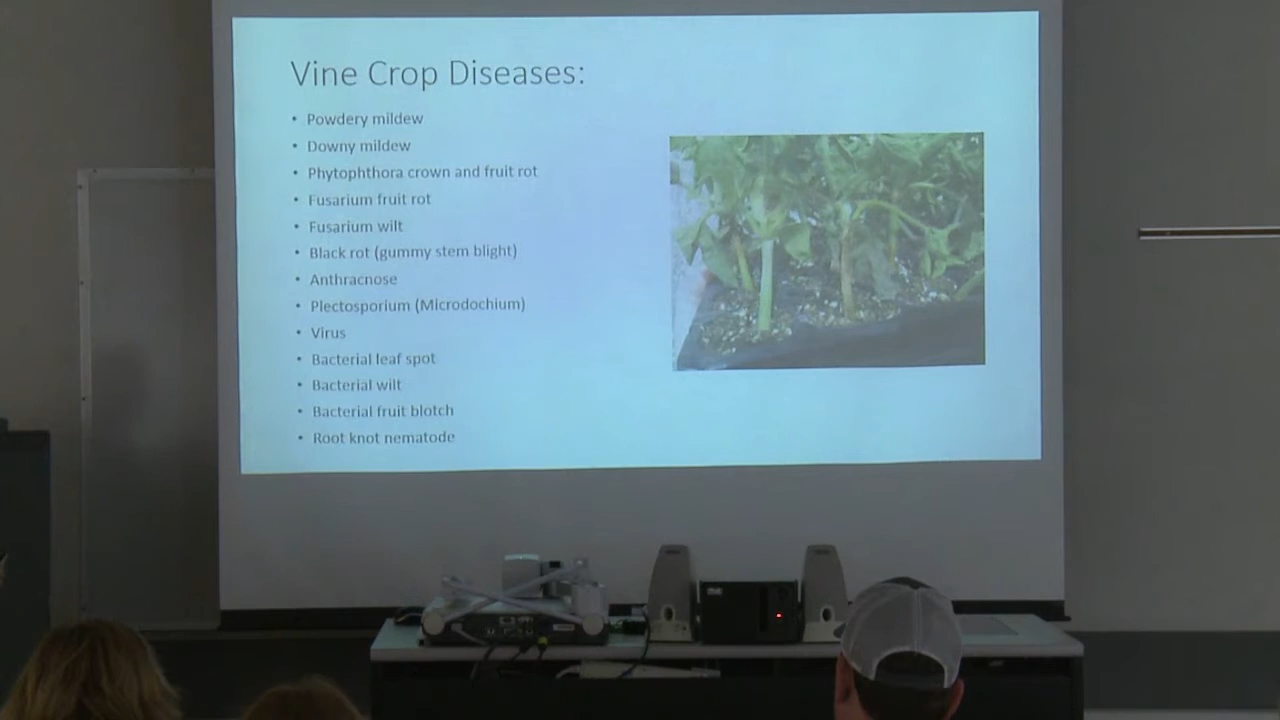 Vine Crop Diseases:
• Powdery mildew
• Downy mildew
• Phytophthora crown and fruit rot
• Fusarium fruit rot
• Fusarium wilt
• Black rot (gummy stem blight)
• Anthracnose
• Plectosporium (Microdochium)
• Virus
• Bacterial leaf spot
• Bacterial wilt
• Bacterial fruit blotch
• Root knot nematode